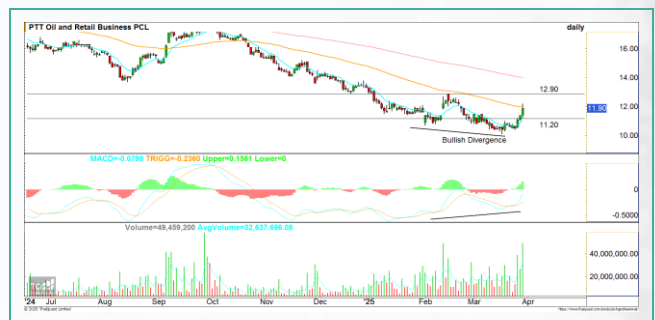 PTT Oil and Retail Business PCL daily
16.00
14.00
12.90
12.00
11.90
11.20
10.00
Bullish Divergence
MACD=-0.0799 TRIGG=-0.2360 Upper=0.1561 Lower=0
0
-0.5000
Volume=49,459,200 AvgVolume=32,637,696.08
40,000,000.00
20,000,000.00
'24 Jul Aug Sep Oct Nov Dec '25 Feb Mar Apr